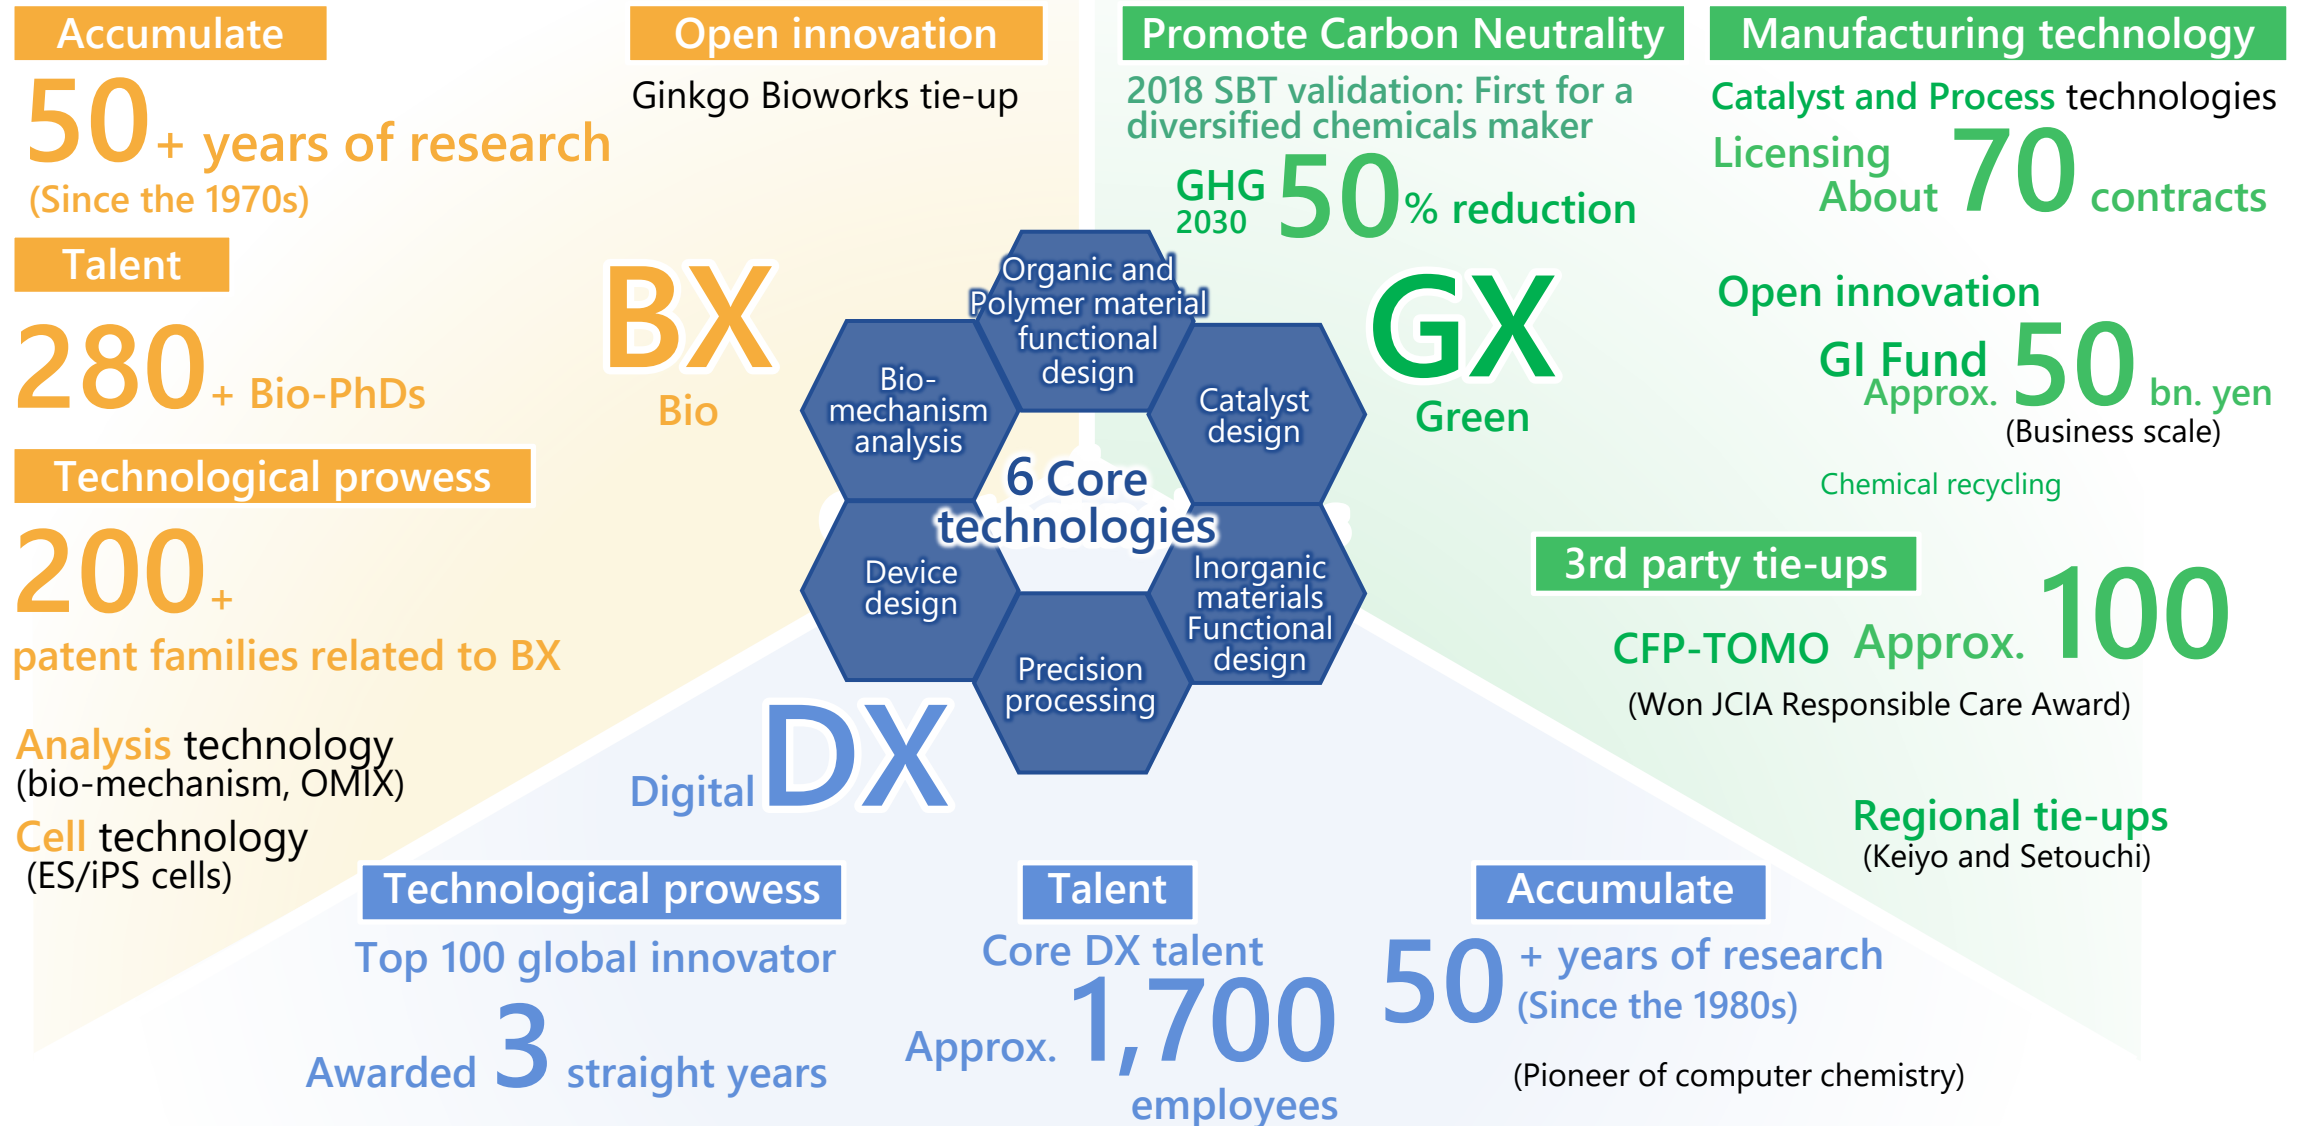 Accumulate
50+ years of research
(Since the 1970s)
Talent
280+ Bio-PhDs
Technological prowess
200+
patent families related to BX
Analysis technology
(bio-mechanism, OMIX)
Cell technology
(ES/iPS cells)
Open innovation
Ginkgo Bioworks tie-up
BX
Bio
Promote Carbon Neutrality
2018 SBT validation: First for a
diversified chemicals maker
GHG
2030
50% reduction
GX
Green
Manufacturing technology
Catalyst and Process technologies
Licensing
About 70 contracts
Open innovation
GI Fund
Approx. 50 bn. yen
(Business scale)
Chemical recycling
3rd party tie-ups
CFP-TOMO Approx. 100
(Won JCIA Responsible Care Award)
Regional tie-ups
(Keiyo and Setouchi)
Organic and
Polymer material
functional
design
Bio-
mechanism
analysis
Catalyst
design
6 Core
technologies
Device
design
Inorganic
materials
Functional
design
Precision
processing
Digital DX
Technological prowess
Top 100 global innovator
Awarded 3 straight years
Talent
Core DX talent
Approx. 1,700
employees
Accumulate
50 + years of research
(Since the 1980s)
(Pioneer of computer chemistry)